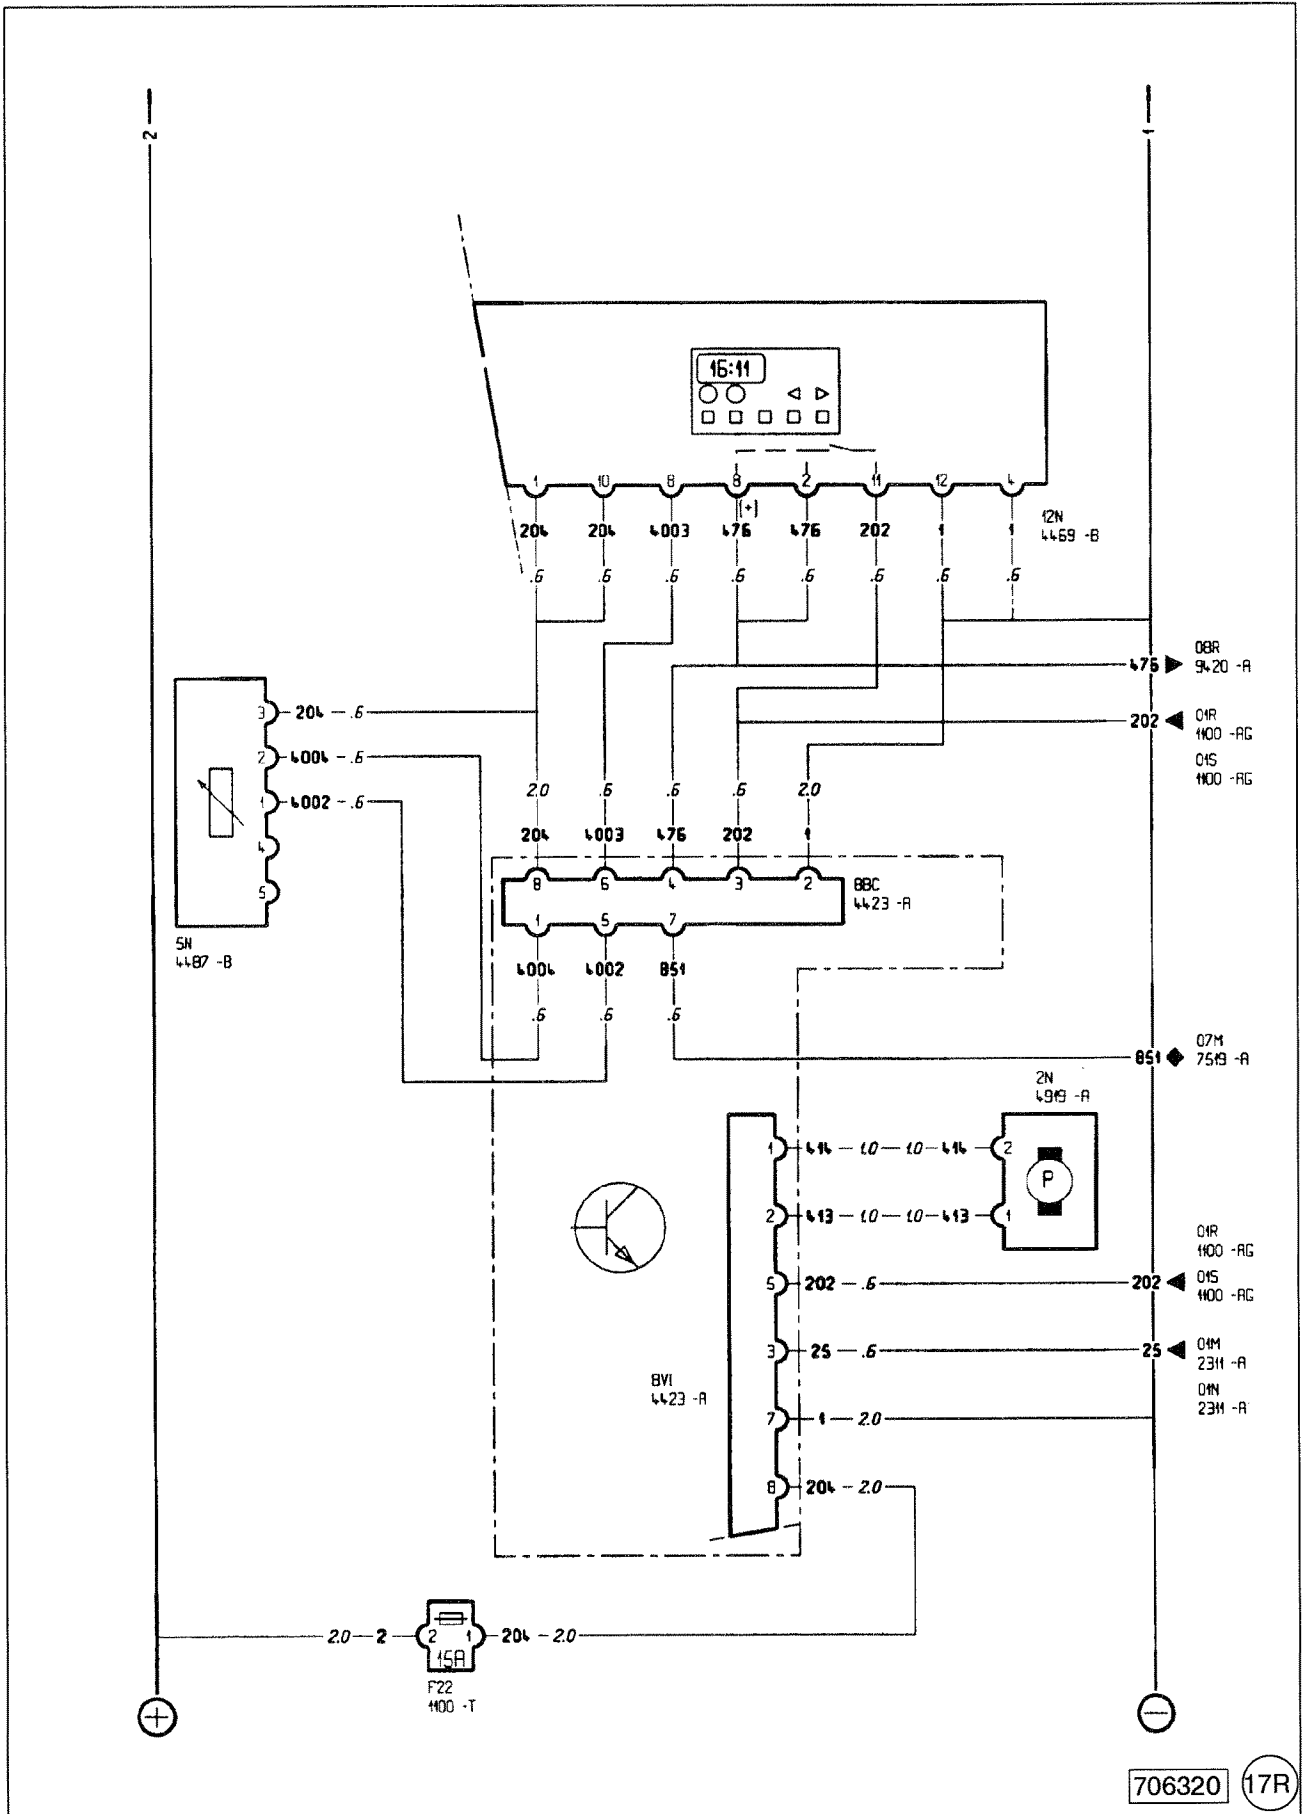 2 1
16:11
1 10 8 8 2 11 12 4
(+)
204 204 4003 476 476 202 1 1
12N
4469 -B
.6 .6 .6 .6 .6 .6 .6 .6
476 08R
9420 -A
3 204 .6
202 01R
1100 -AG
01S
1100 -AG
2 4004 .6
1 4002 .6
4
5
5N
4487 -B
2.0 .6 .6 .6 2.0
204 4003 476 202 1
8 6 4 3 2
8BC
4423 -A
1 5 7
4004 4002 851
.6 .6 .6
851 07M
7519 -A
2N
4919 -A
1 414 1.0 1.0 414 2
P
2 413 1.0 1.0 413 1
01R
1100 -AG
5 202 .6 202 01S
1100 -AG
3 25 .6 25 01M
2311 -A
01N
2311 -A
8VI
4423 -A
7 1 2.0
8 204 2.0
2.0 2 2 1 204 2.0
15A
F22
1100 -T
+ −
706320 17R